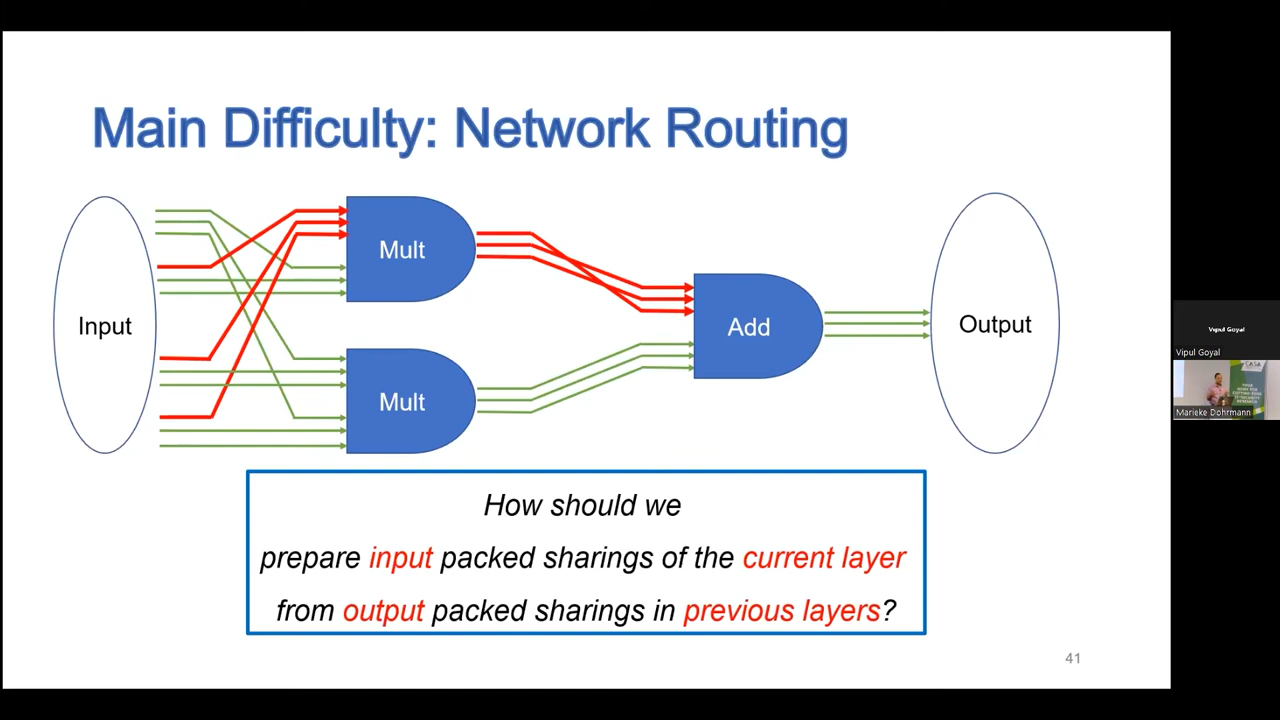 Main Difficulty: Network Routing
Input
Mult
Mult
Add
Output
How should we
prepare input packed sharings of the current layer
from output packed sharings in previous layers?
41
Vipul Goyal
Vipul Goyal
CASA
Marieke Dohrmann